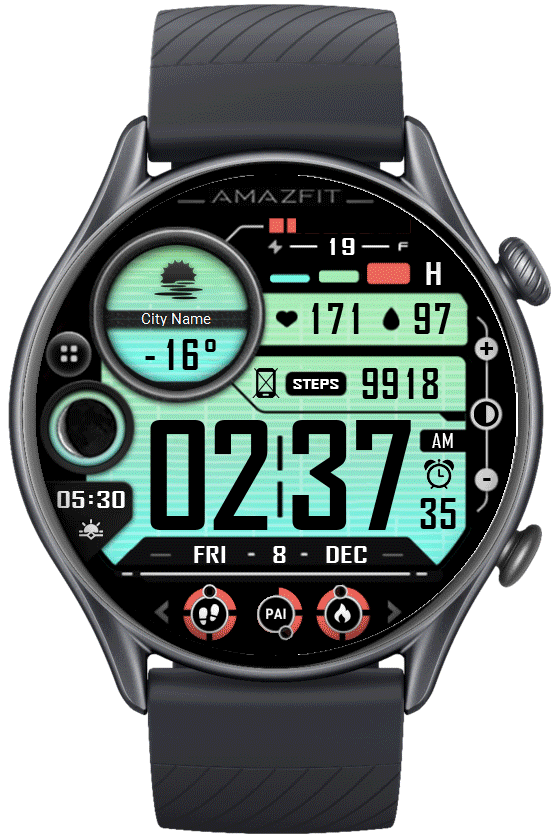 AMAZFIT
19 F
H
City Name
171 97
-16°
STEPS 9918
02:37 AM
35
05:30
FRI - 8 - DEC
PAI